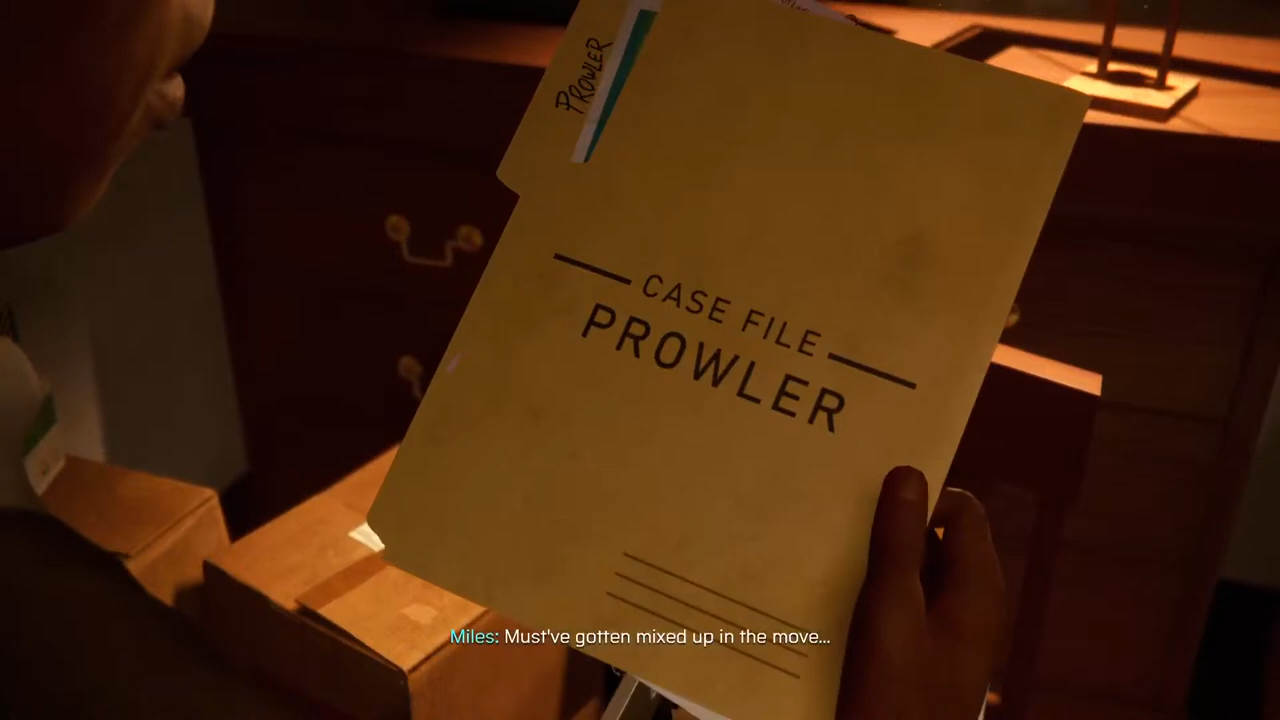 PROWLER
CASE FILE
PROWLER
Miles: Must've gotten mixed up in the move...